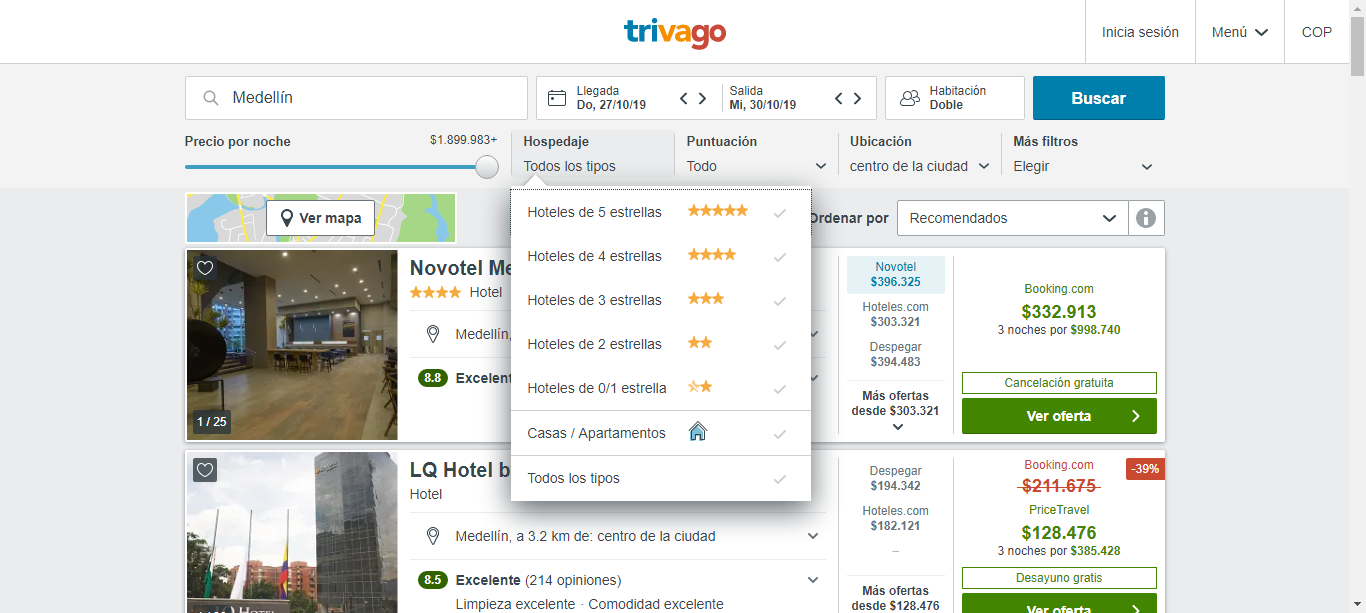 trivago
Inicia sesión
Menú
COP
Medellín
Llegada
Do, 27/10/19
Salida
Mi, 30/10/19
Habitación
Doble
Buscar
Precio por noche
$1.899.983+
Hospedaje
Todos los tipos
Puntuación
Todo
Ubicación
centro de la ciudad
Más filtros
Elegir
Ver mapa
Hoteles de 5 estrellas
Hoteles de 4 estrellas
Hoteles de 3 estrellas
Hoteles de 2 estrellas
Hoteles de 0/1 estrella
Casas / Apartamentos
Todos los tipos
Ordenar por
Recomendados
1 / 25
Novotel Me
Hotel
Medellín,
8.8 Excelent
Novotel
$396.325
Hoteles.com
$303.321
Despegar
$394.483
Más ofertas
desde $303.321
Booking.com
$332.913
3 noches por $998.740
Cancelación gratuita
Ver oferta
LQ Hotel b
Hotel
Medellín, a 3.2 km de: centro de la ciudad
8.5 Excelente (214 opiniones)
Limpieza excelente · Comodidad excelente
Despegar
$194.342
Hoteles.com
$182.121
–
Más ofertas
desde $128.476
Booking.com
-39%
$211.675
PriceTravel
$128.476
3 noches por $385.428
Desayuno gratis
Ver oferta